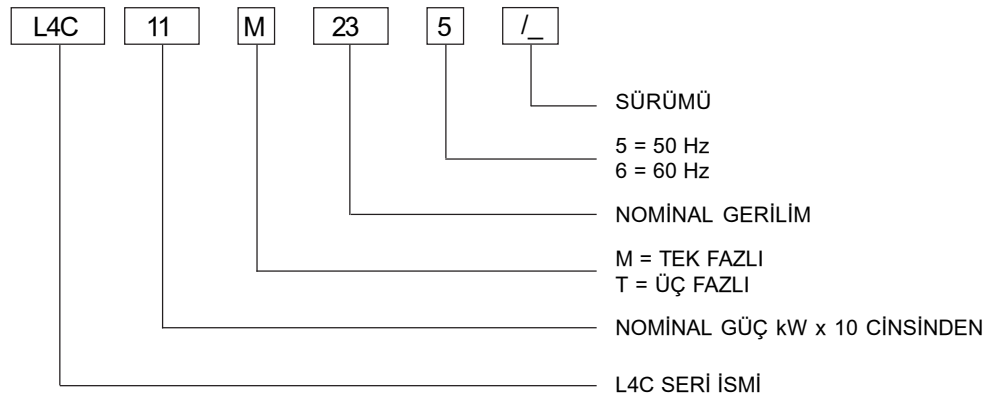 L4C 11 M 23 5 /_
SÜRÜMÜ
5 = 50 Hz
6 = 60 Hz
NOMİNAL GERİLİM
M = TEK FAZLI
T = ÜÇ FAZLI
NOMİNAL GÜÇ kW x 10 CİNSİNDEN
L4C SERİ İSMİ